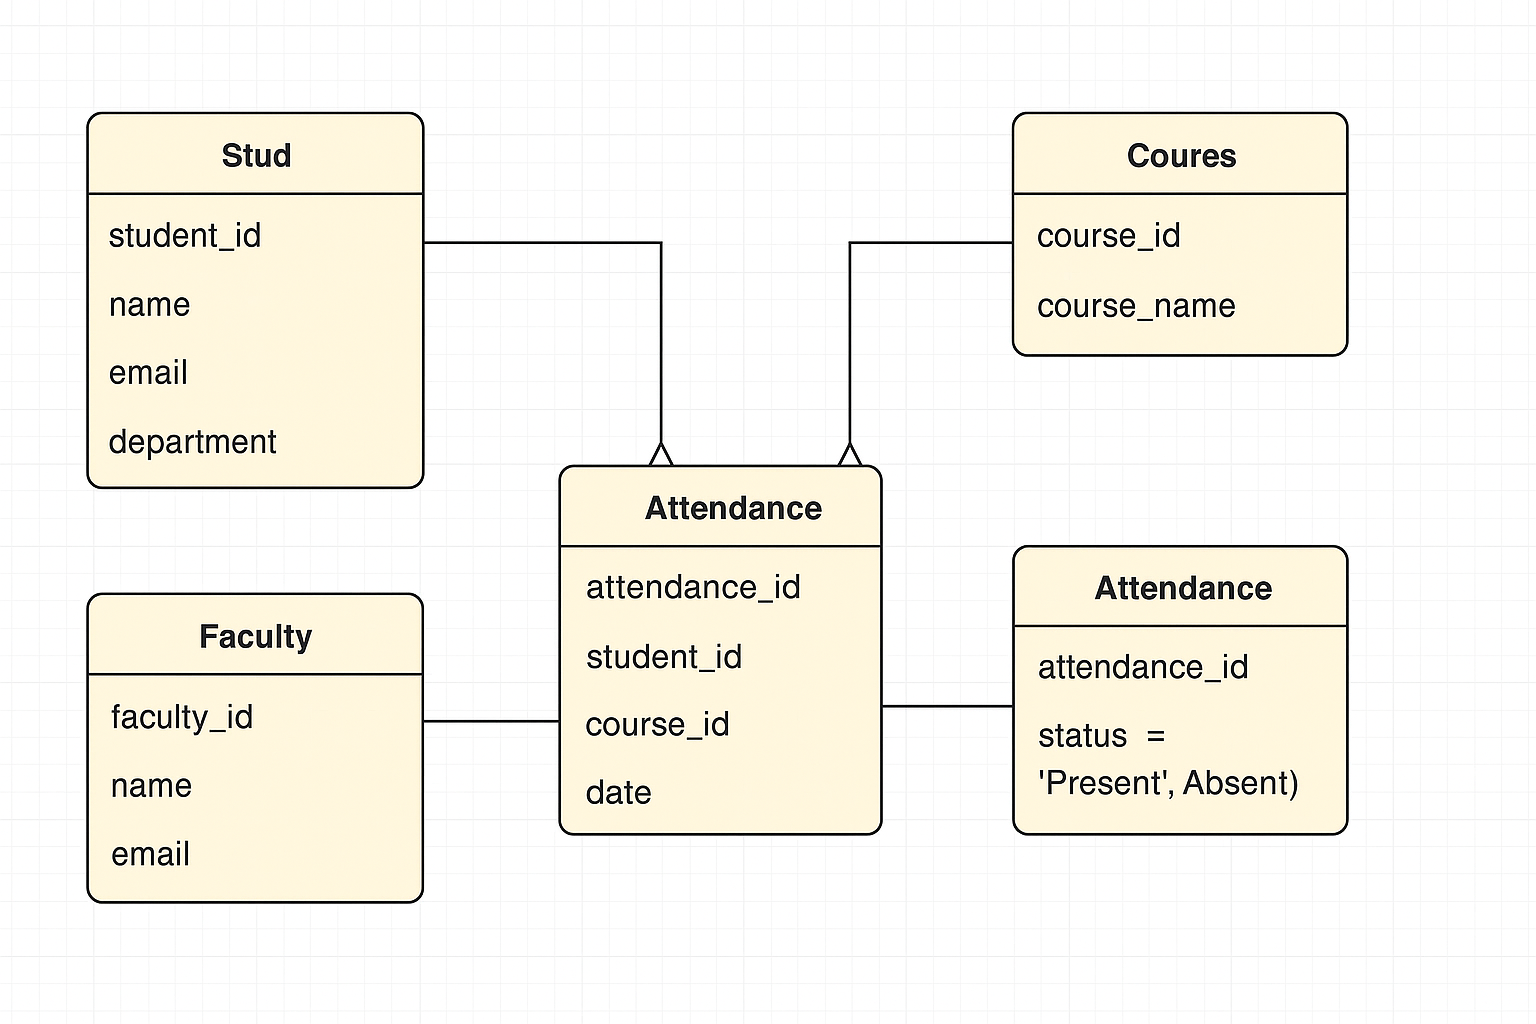 Stud
student_id
name
email
department
Coures
course_id
course_name
Attendance
attendance_id
student_id
course_id
date
Faculty
faculty_id
name
email
Attendance
attendance_id
status =
'Present', Absent)